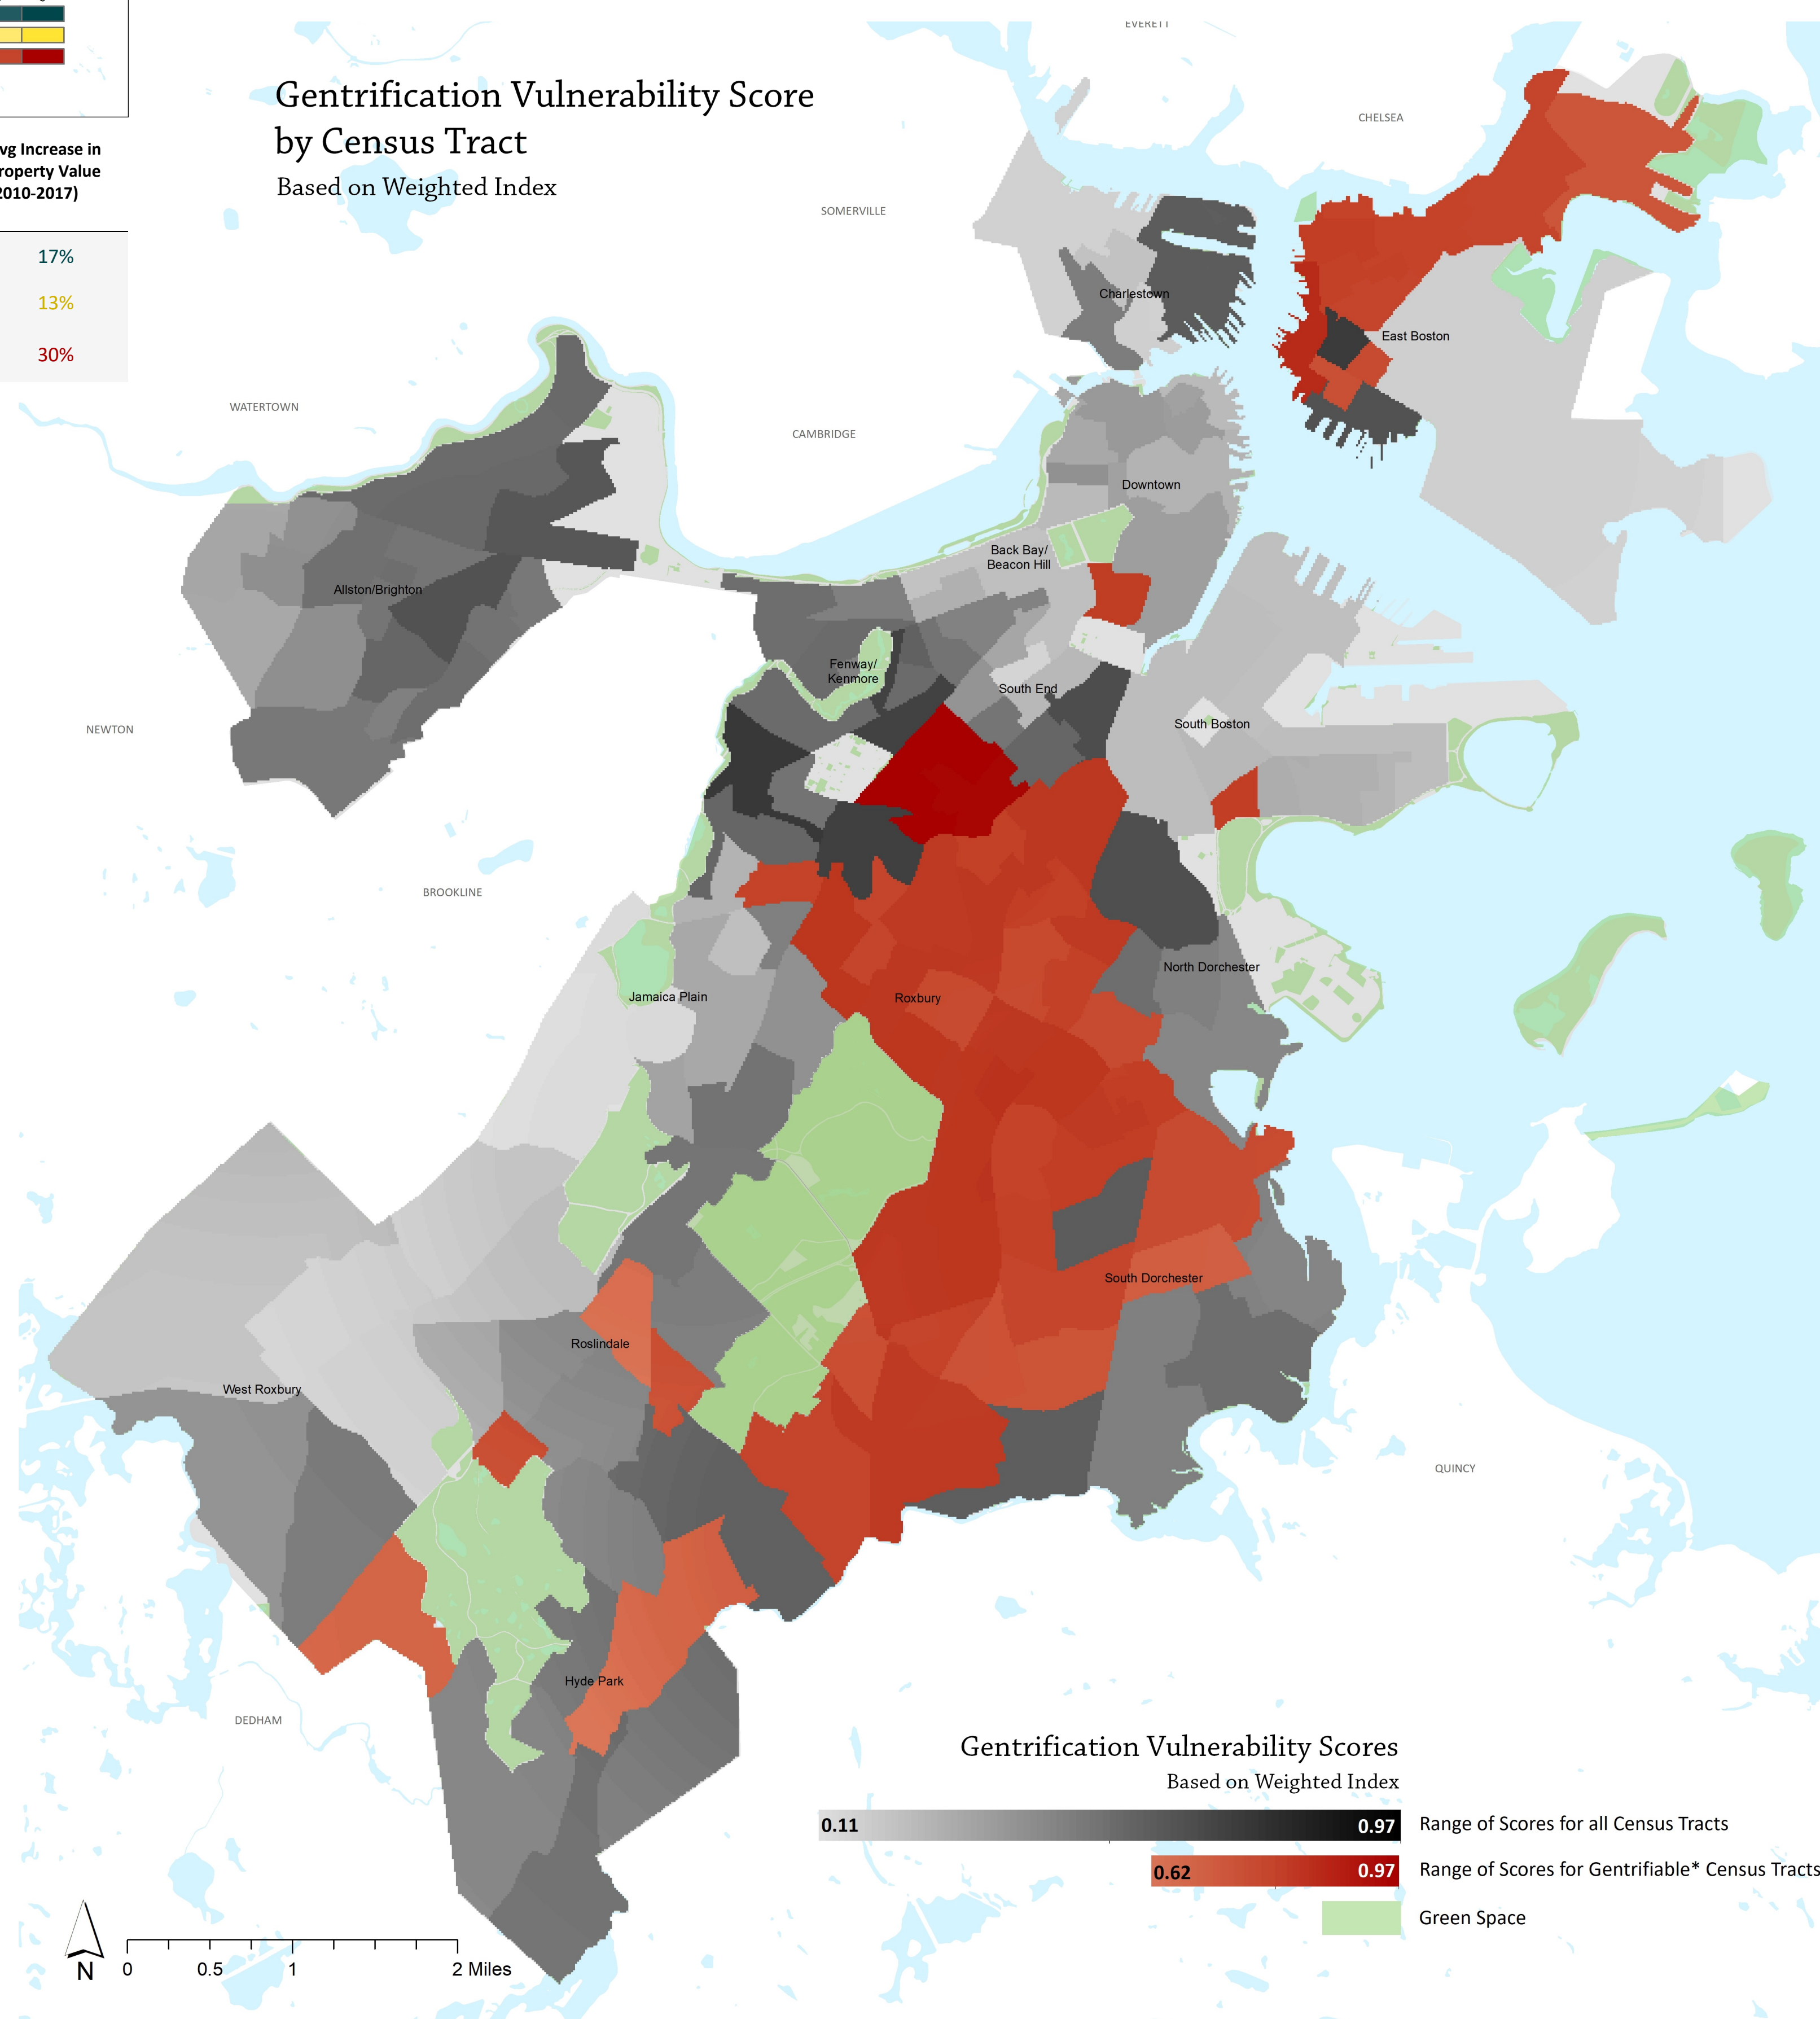 Gentrification Vulnerability Score
by Census Tract
Based on Weighted Index
vg Increase in
roperty Value
2010-2017)
17%
13%
30%
EVERETT
CHELSEA
SOMERVILLE
Charlestown
East Boston
WATERTOWN
CAMBRIDGE
Downtown
Back Bay/
Beacon Hill
Allston/Brighton
Fenway/
Kenmore
South End
South Boston
NEWTON
BROOKLINE
North Dorchester
Jamaica Plain
Roxbury
South Dorchester
Roslindale
West Roxbury
QUINCY
Hyde Park
DEDHAM
Gentrification Vulnerability Scores
Based on Weighted Index
0.11 0.97 Range of Scores for all Census Tracts
0.62 0.97 Range of Scores for Gentrifiable* Census Tracts
Green Space
N 0 0.5 1 2 Miles